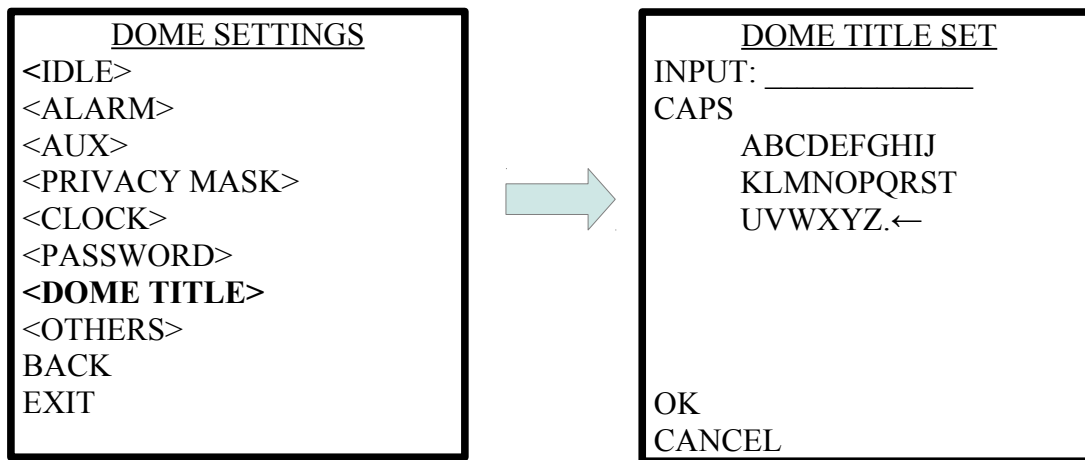 DOME SETTINGS
<IDLE>
<ALARM>
<AUX>
<PRIVACY MASK>
<CLOCK>
<PASSWORD>
<DOME TITLE>
<OTHERS>
BACK
EXIT
DOME TITLE SET
INPUT: _____________
CAPS
ABCDEFGHIJ
KLMNOPQRST
UVWXYZ.←
OK
CANCEL